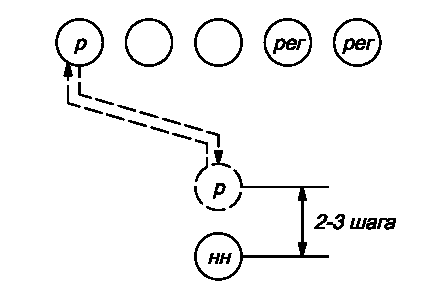 р рег рег
р
2-3 шага
нн